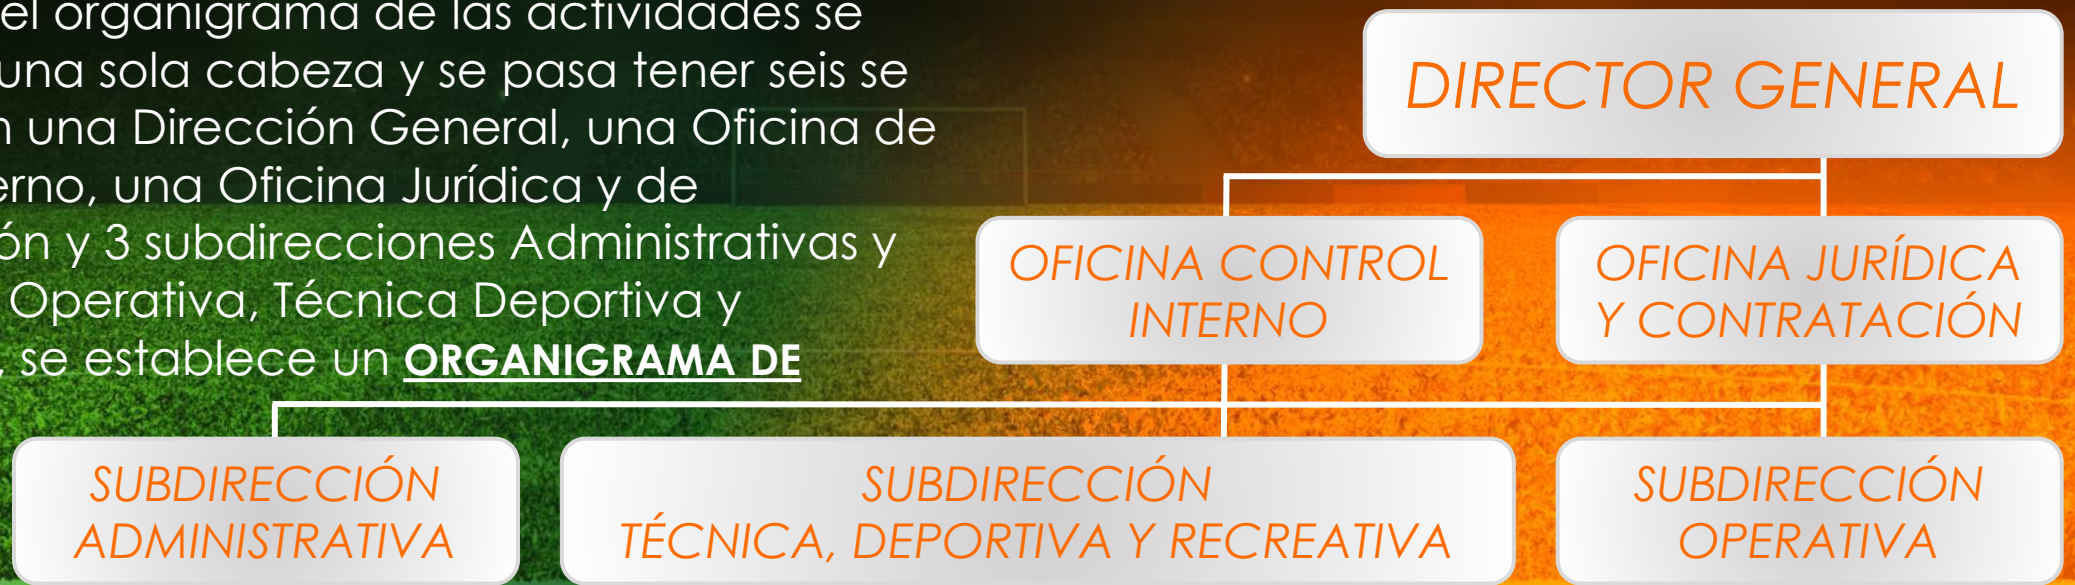 el organigrama de las actividades se
una sola cabeza y se pasa tener seis se
una Dirección General, una Oficina de
una Oficina Jurídica y de
y 3 subdirecciones Administrativas y
Operativa, Técnica Deportiva y
se establece un ORGANIGRAMA DE
DIRECTOR GENERAL
OFICINA CONTROL
INTERNO
OFICINA JURÍDICA
Y CONTRATACIÓN
SUBDIRECCIÓN
ADMINISTRATIVA
SUBDIRECCIÓN
TÉCNICA, DEPORTIVA Y RECREATIVA
SUBDIRECCIÓN
OPERATIVA